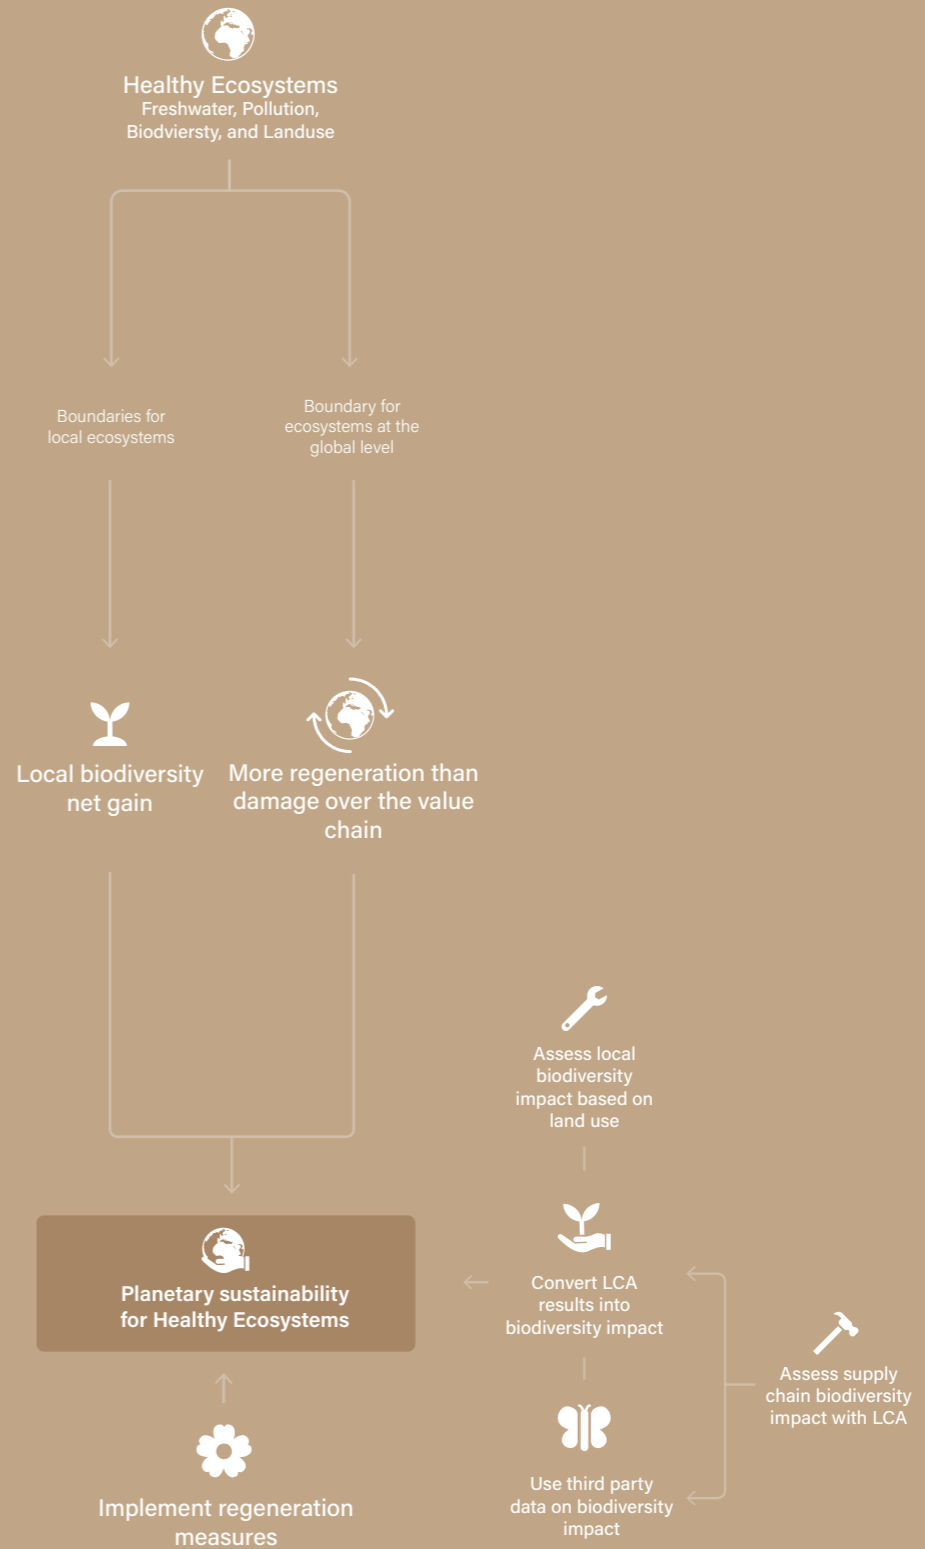 Healthy Ecosystems
Freshwater, Pollution,
Biodviersty, and Landuse
Boundaries for
local ecosystems
Boundary for
ecosystems at the
global level
Local biodiversity
net gain
More regeneration than
damage over the value
chain
Assess local
biodiversity
impact based on
land use
Planetary sustainability
for Healthy Ecosystems
Convert LCA
results into
biodiversity impact
Assess supply
chain biodiversity
impact with LCA
Implement regeneration
measures
Use third party
data on biodiversity
impact